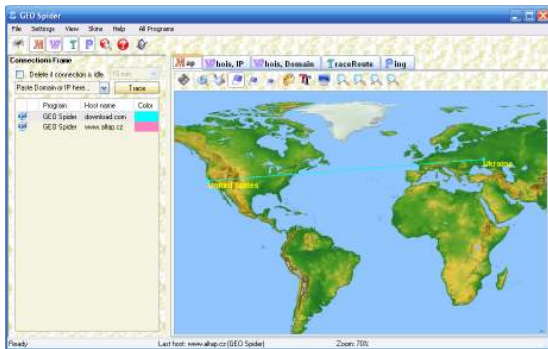 GEO Spider
File Settings View Skins Help All Programs
M W T P
Connections Frame
Delete if connection is idle
Paste Domain or IP here... Trace
Program Host name Color
GEO Spider download.com
GEO Spider www.altap.cz
Map Whois, IP Whois, Domain TraceRoute Ping
United States
Ukraine
Ready Last host: www.altap.cz (GEO Spider) Zoom: 70%